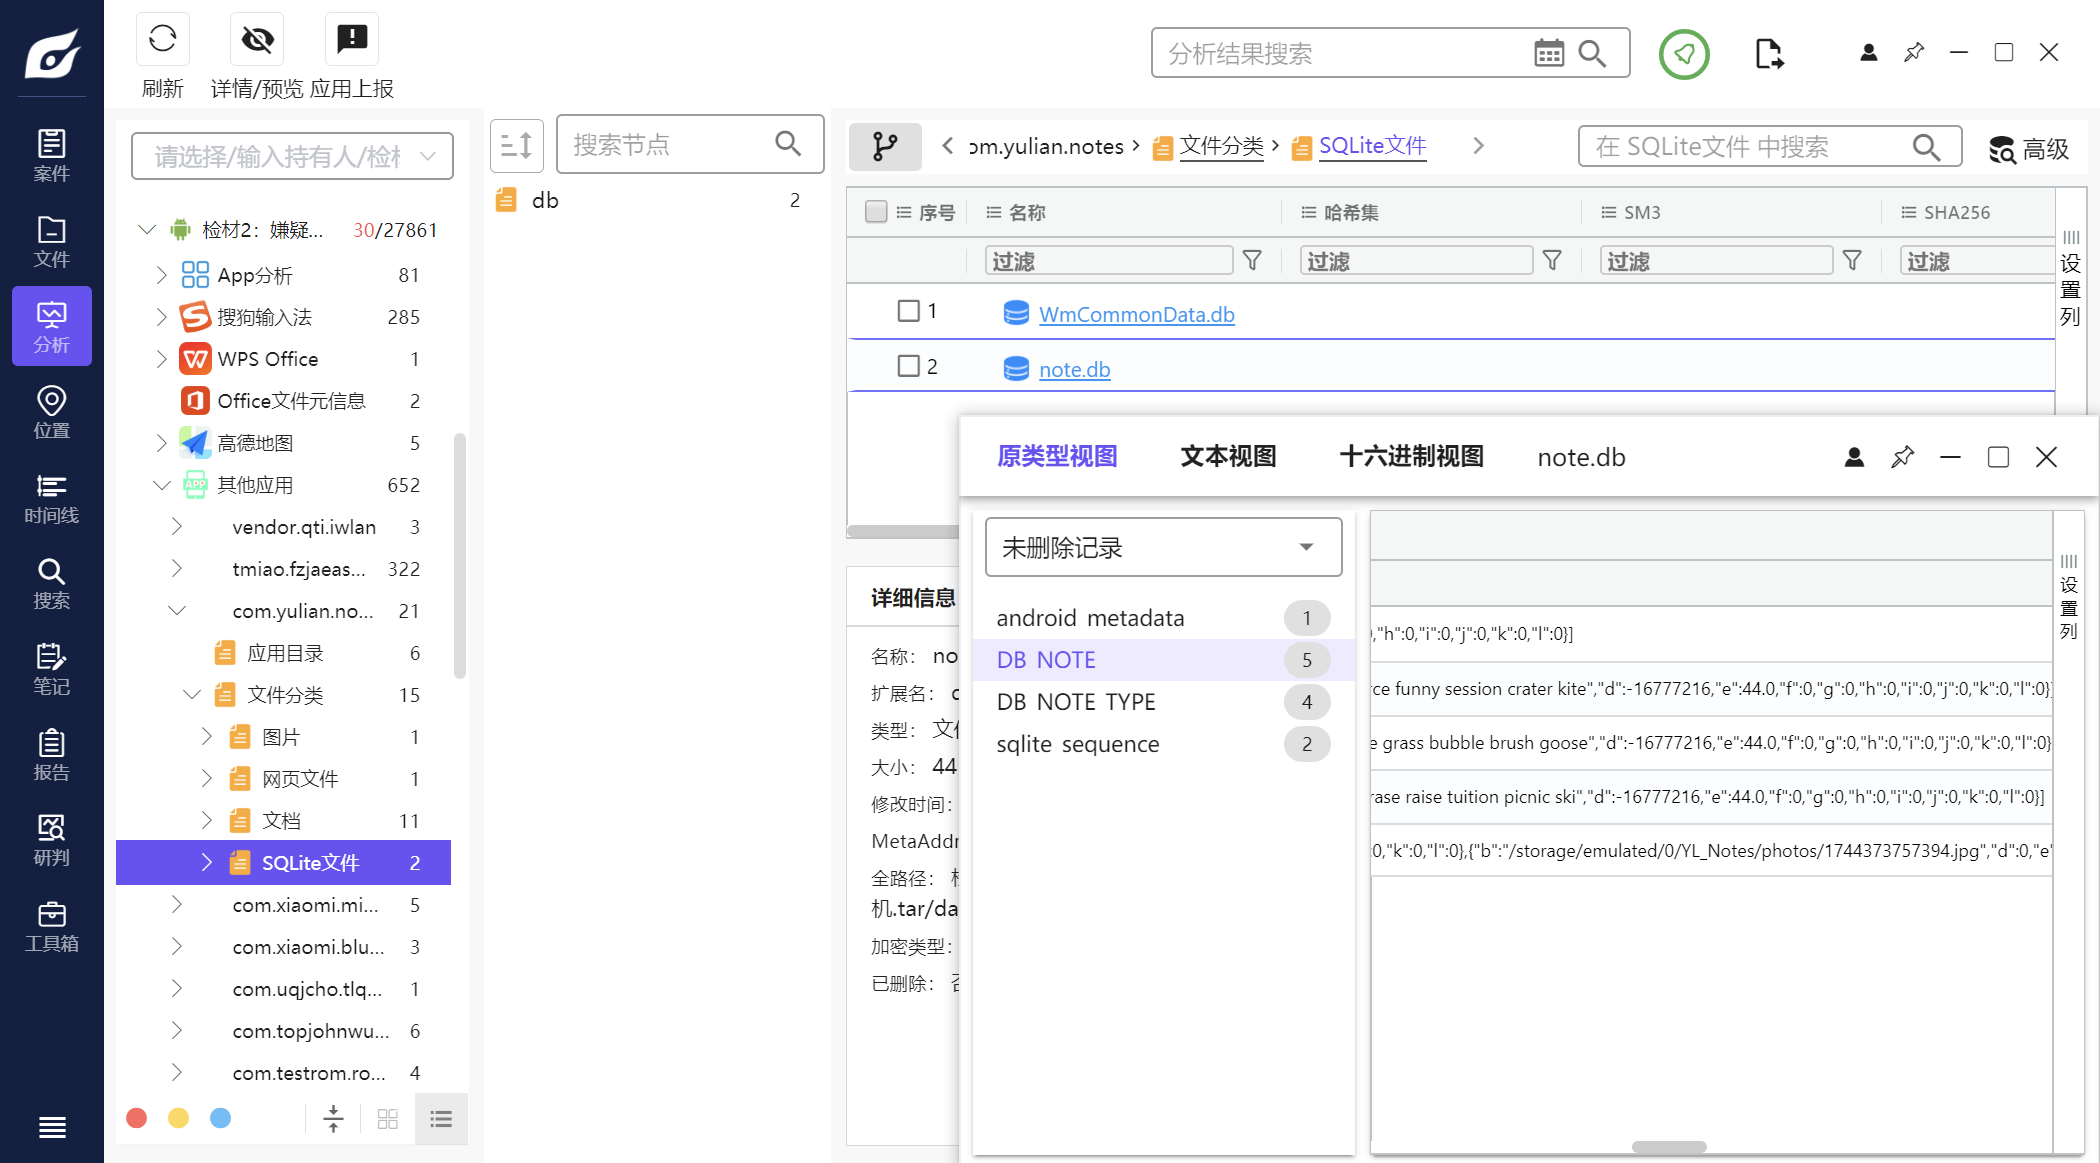 刷新
详情/预览
应用上报
分析结果搜索
案件
文件
分析
位置
时间线
搜索
笔记
报告
研判
工具箱
请选择/输入持有人/检材
检材2：嫌疑... 30/27861
App分析 81
搜狗输入法 285
WPS Office 1
Office文件元信息 2
高德地图 5
其他应用 652
vendor.qti.iwlan 3
tmiao.fzjaeas... 322
com.yulian.no... 21
应用目录 6
文件分类 15
图片 1
网页文件 1
文档 11
SQLite文件 2
com.xiaomi.mi... 5
com.xiaomi.blu... 3
com.uqjcho.tlq... 1
com.topjohnwu... 6
com.testrom.ro... 4
搜索节点
db 2
om.yulian.notes
文件分类
SQLite文件
在 SQLite文件 中搜索
高级
序号 名称 哈希集 SM3 SHA256
过滤 过滤 过滤 过滤
1 WmCommonData.db
2 note.db
设置列
详细信息
名称： no
扩展名：
类型： 文件
大小： 44
修改时间：
MetaAddr
全路径：
机.tar/da
加密类型：
已删除： 否
原类型视图 文本视图 十六进制视图 note.db
未删除记录
android metadata 1
DB NOTE 5
DB NOTE TYPE 4
sqlite sequence 2
,"h":0,"i":0,"j":0,"k":0,"l":0}]
rce funny session crater kite","d":-16777216,"e":44.0,"f":0,"g":0,"h":0,"i":0,"j":0,"k":0,"l":0}]
e grass bubble brush goose","d":-16777216,"e":44.0,"f":0,"g":0,"h":0,"i":0,"j":0,"k":0,"l":0}
rase raise tuition picnic ski","d":-16777216,"e":44.0,"f":0,"g":0,"h":0,"i":0,"j":0,"k":0,"l":0}]
:0,"k":0,"l":0},{"b":"/storage/emulated/0/YL_Notes/photos/1744373757394.jpg","d":0,"e"
设置列